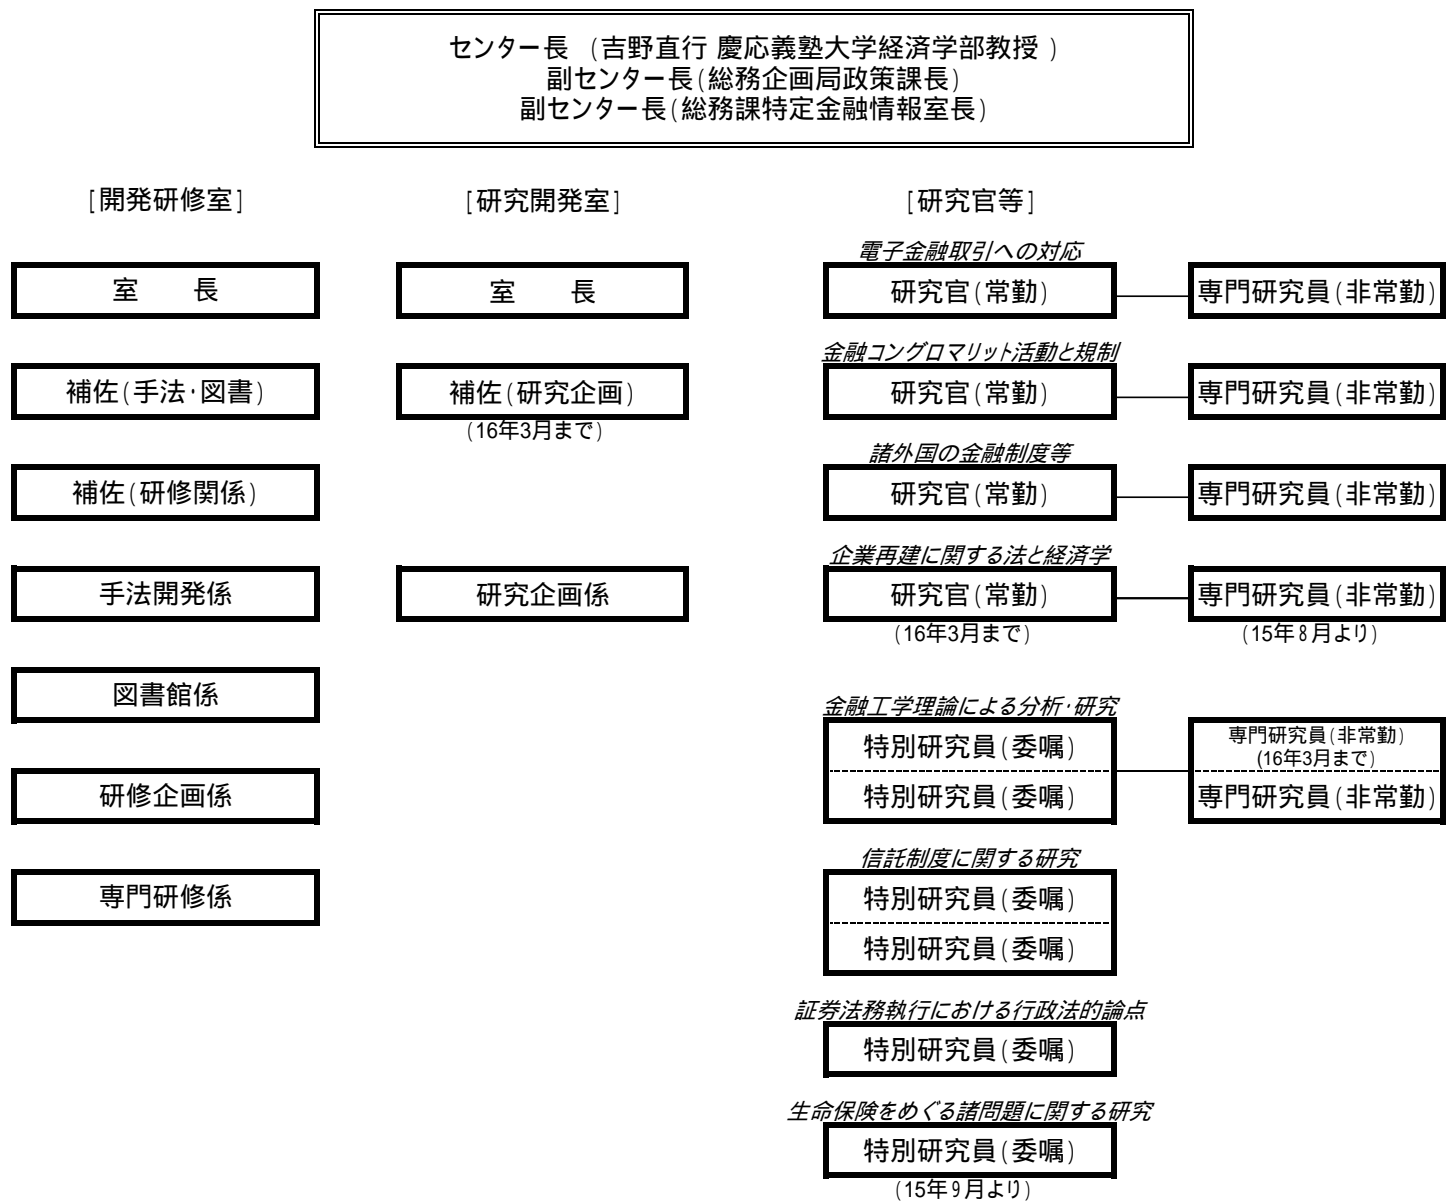 センター長 (吉野直行 慶応義塾大学経済学部教授 )
副センター長(総務企画局政策課長)
副センター長(総務課特定金融情報室長)
[開発研修室]
室　　長
補佐(手法・図書)
補佐(研修関係)
手法開発係
図書館係
研修企画係
専門研修係
[研究開発室]
室　　長
補佐(研究企画)
(16年3月まで)
研究企画係
[研究官等]
電子金融取引への対応
研究官(常勤)
専門研究員(非常勤)
金融コングロマリット活動と規制
研究官(常勤)
専門研究員(非常勤)
諸外国の金融制度等
研究官(常勤)
専門研究員(非常勤)
企業再建に関する法と経済学
研究官(常勤)
(16年3月まで)
専門研究員(非常勤)
(15年8月より)
金融工学理論による分析・研究
特別研究員(委嘱)
特別研究員(委嘱)
専門研究員(非常勤)
(16年3月まで)
専門研究員(非常勤)
信託制度に関する研究
特別研究員(委嘱)
特別研究員(委嘱)
証券法務執行における行政法的論点
特別研究員(委嘱)
生命保険をめぐる諸問題に関する研究
特別研究員(委嘱)
(15年9月より)